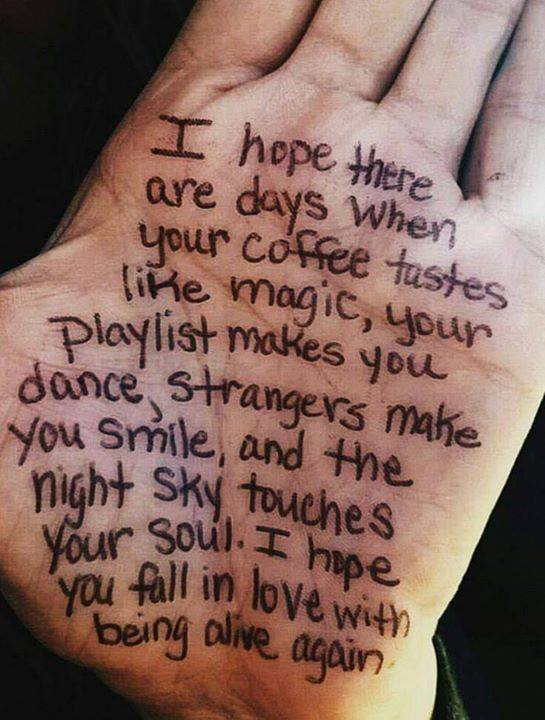 I hope there
are days when
your coffee tastes
like magic, your
playlist makes you
dance, strangers make
you smile, and the
night sky touches
your soul. I hope
you fall in love with
being alive again